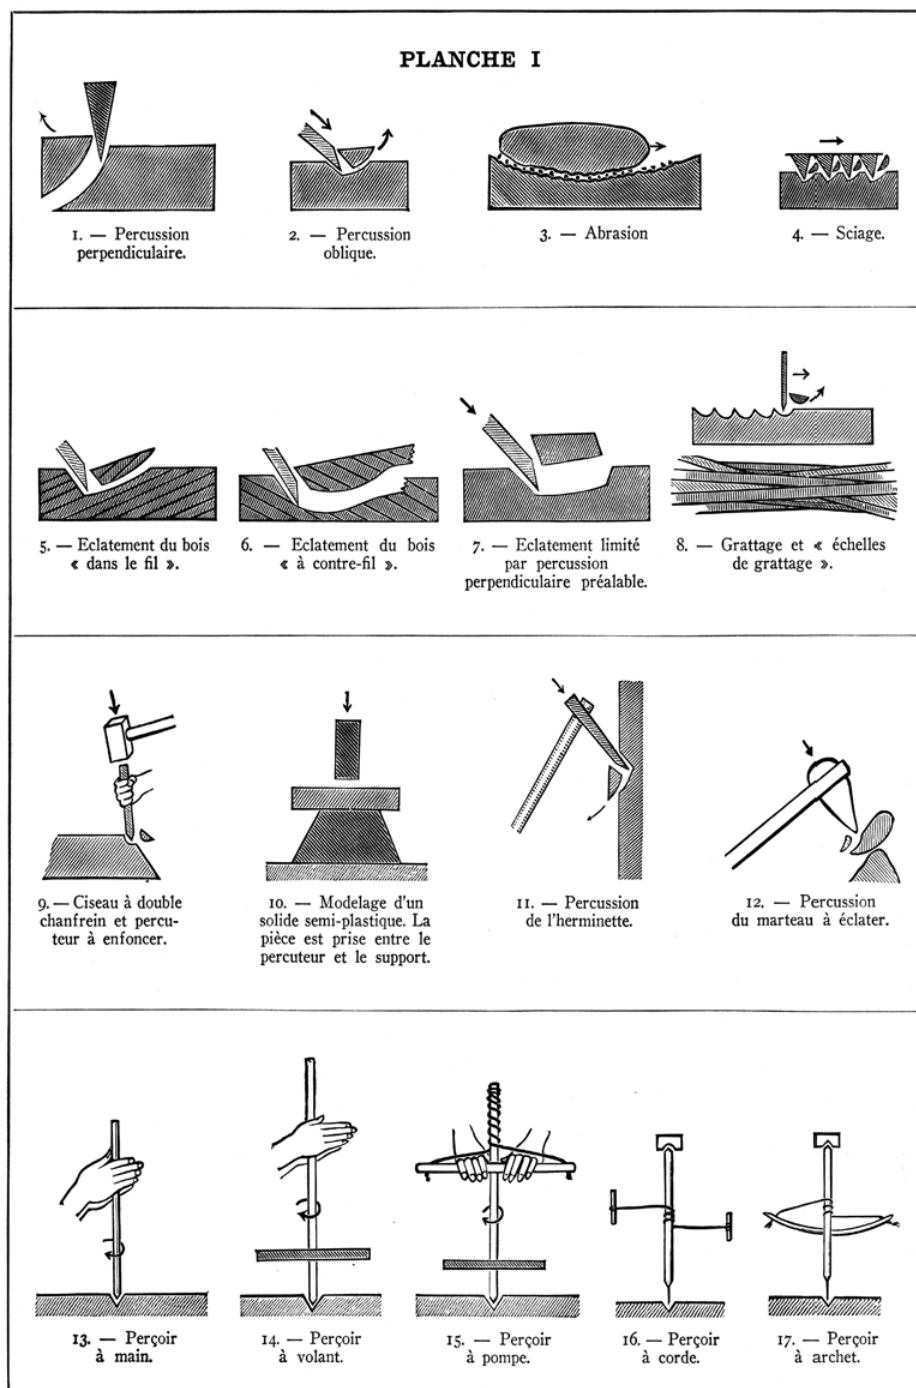 PLANCHE I
1. — Percussion
perpendiculaire.
2. — Percussion
oblique.
3. — Abrasion
4. — Sciage.
5. — Eclatement du bois
« dans le fil ».
6. — Eclatement du bois
« à contre-fil ».
7. — Eclatement limité
par percussion
perpendiculaire préalable.
8. — Grattage et « échelles
de grattage ».
9. — Ciseau à double
chanfrein et percu-
teur à enfoncer.
10. — Modelage d'un
solide semi-plastique. La
pièce est prise entre le
percuteur et le support.
11. — Percussion
de l'herminette.
12. — Percussion
du marteau à éclater.
13. — Perçoir
à main.
14. — Perçoir
à volant.
15. — Perçoir
à pompe.
16. — Perçoir
à corde.
17. — Perçoir
à archet.